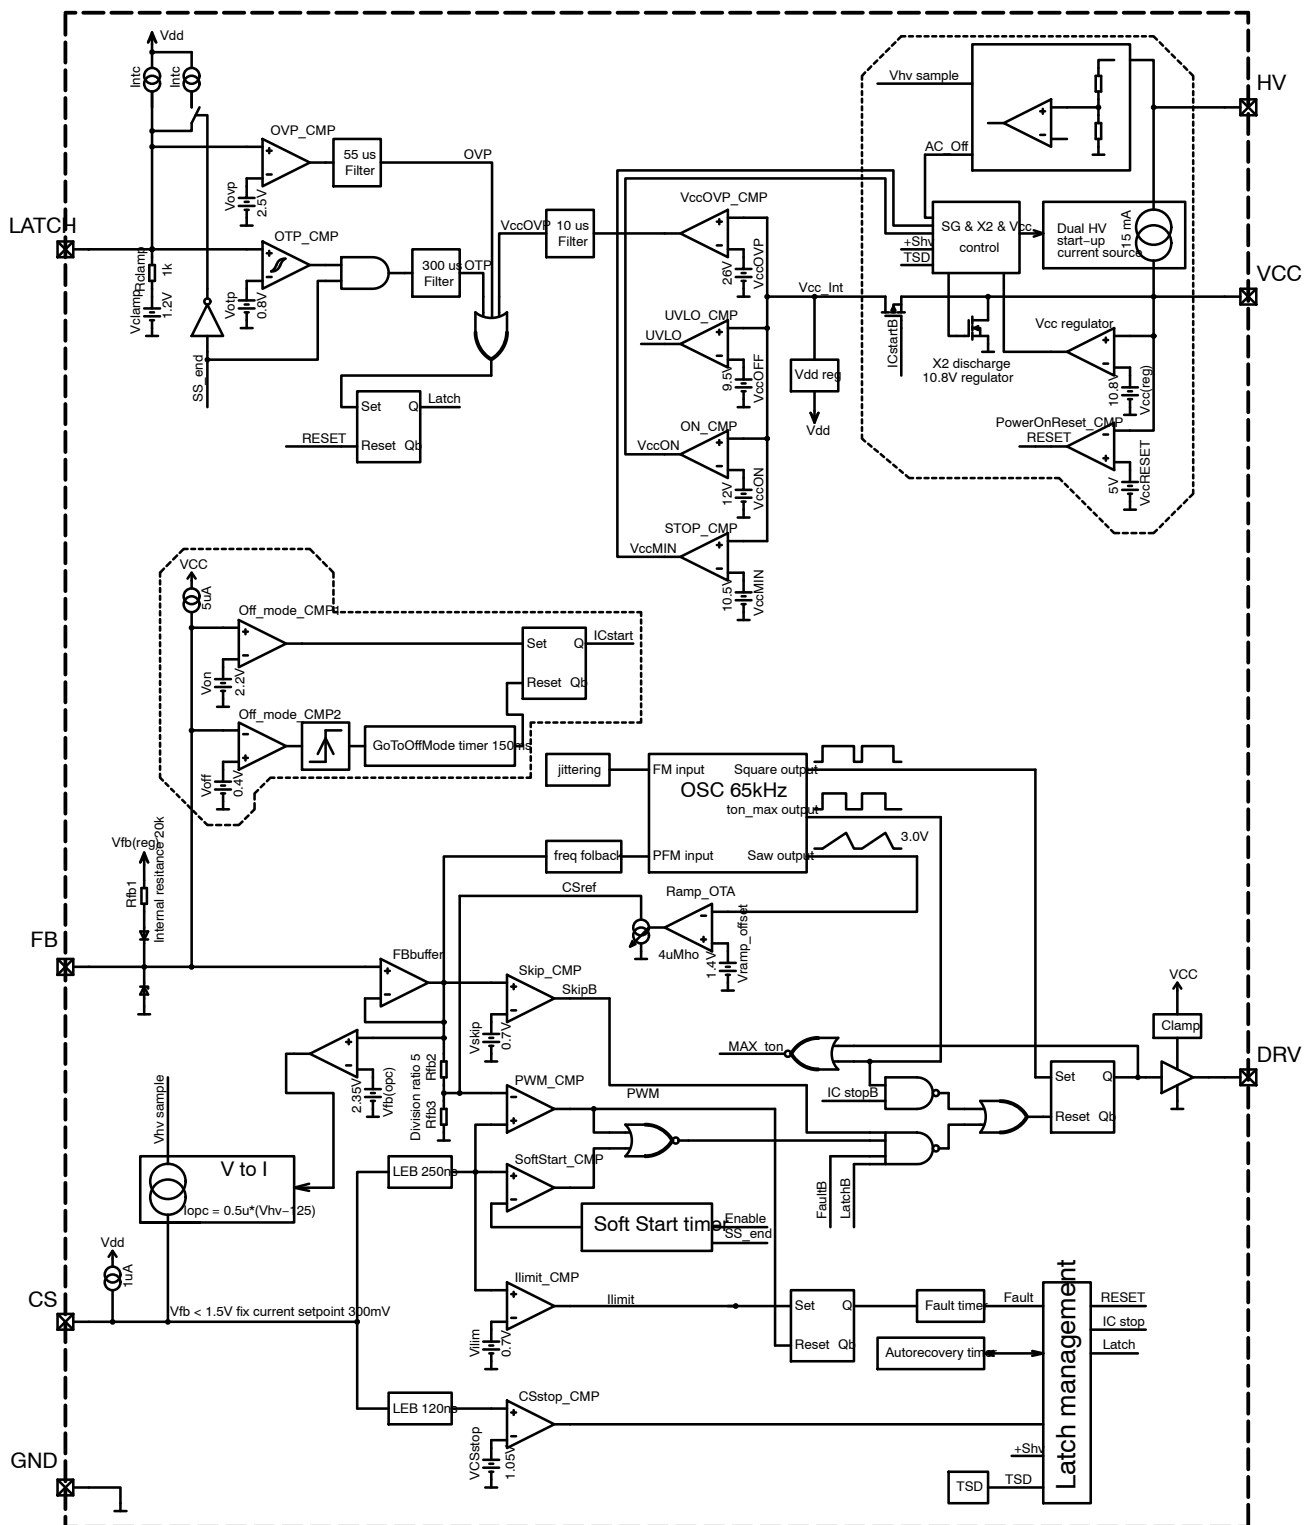 Vdd
Intc
Intc
OVP_CMP
55 us
Filter
OVP
Vovp
2.5V
LATCH
OTP_CMP
Rclamp
1k
Vclamp
1.2V
Votp
0.8V
300 us
Filter
OTP
SS_end
Set
Q
Latch
RESET
Reset
Qb
VccOVP
10 us
Filter
VccOVP_CMP
26V
VccOVP
UVLO_CMP
UVLO
9.5V
VccOFF
ON_CMP
VccON
12V
VccON
STOP_CMP
VccMIN
10.5V
VccMIN
Vcc_Int
Vdd reg
Vdd
ICstartB
Vhv sample
HV
AC_Off
SG & X2 & Vcc
control
+Shv
TSD
Dual HV
start-up
current source
15 mA
VCC
Vcc regulator
X2 discharge
10.8V regulator
10.8V
Vcc(reg)
PowerOnReset_CMP
RESET
5V
VccRESET
VCC
5uA
Off_mode_CMP1
Von
2.2V
Set
Q
ICstart
Reset
Qb
Off_mode_CMP2
GoToOffMode timer 150ms
Voff
0.4V
jittering
FM input
Square output
OSC 65kHz
ton_max output
freq folback
PFM input
Saw output
3.0V
Vfb(reg)
Rfb1
Internal resitance 20k
CSref
Ramp_OTA
4uMho
1.4V
Vramp_offset
FB
FBbuffer
Skip_CMP
SkipB
Vskip
0.7V
VCC
Clamp
MAX_ton
DRV
2.35V
Vfb(opc)
Division ratio 5
Rfb2
Rfb3
PWM_CMP
PWM
IC stopB
Set
Q
Reset
Qb
Vhv sample
V to I
Iopc = 0.5u*(Vhv-125)
LEB 250ns
SoftStart_CMP
FaultB
LatchB
Soft Start timer
Enable
SS_end
Vdd
1uA
CS
Vfb < 1.5V fix current setpoint 300mV
Ilimit_CMP
Ilimit
Vilim
0.7V
Set
Q
Reset
Qb
Fault timer
Fault
Autorecovery timer
Latch management
RESET
IC stop
Latch
LEB 120ns
CSstop_CMP
VCSstop
1.05V
+Shv
TSD
TSD
GND